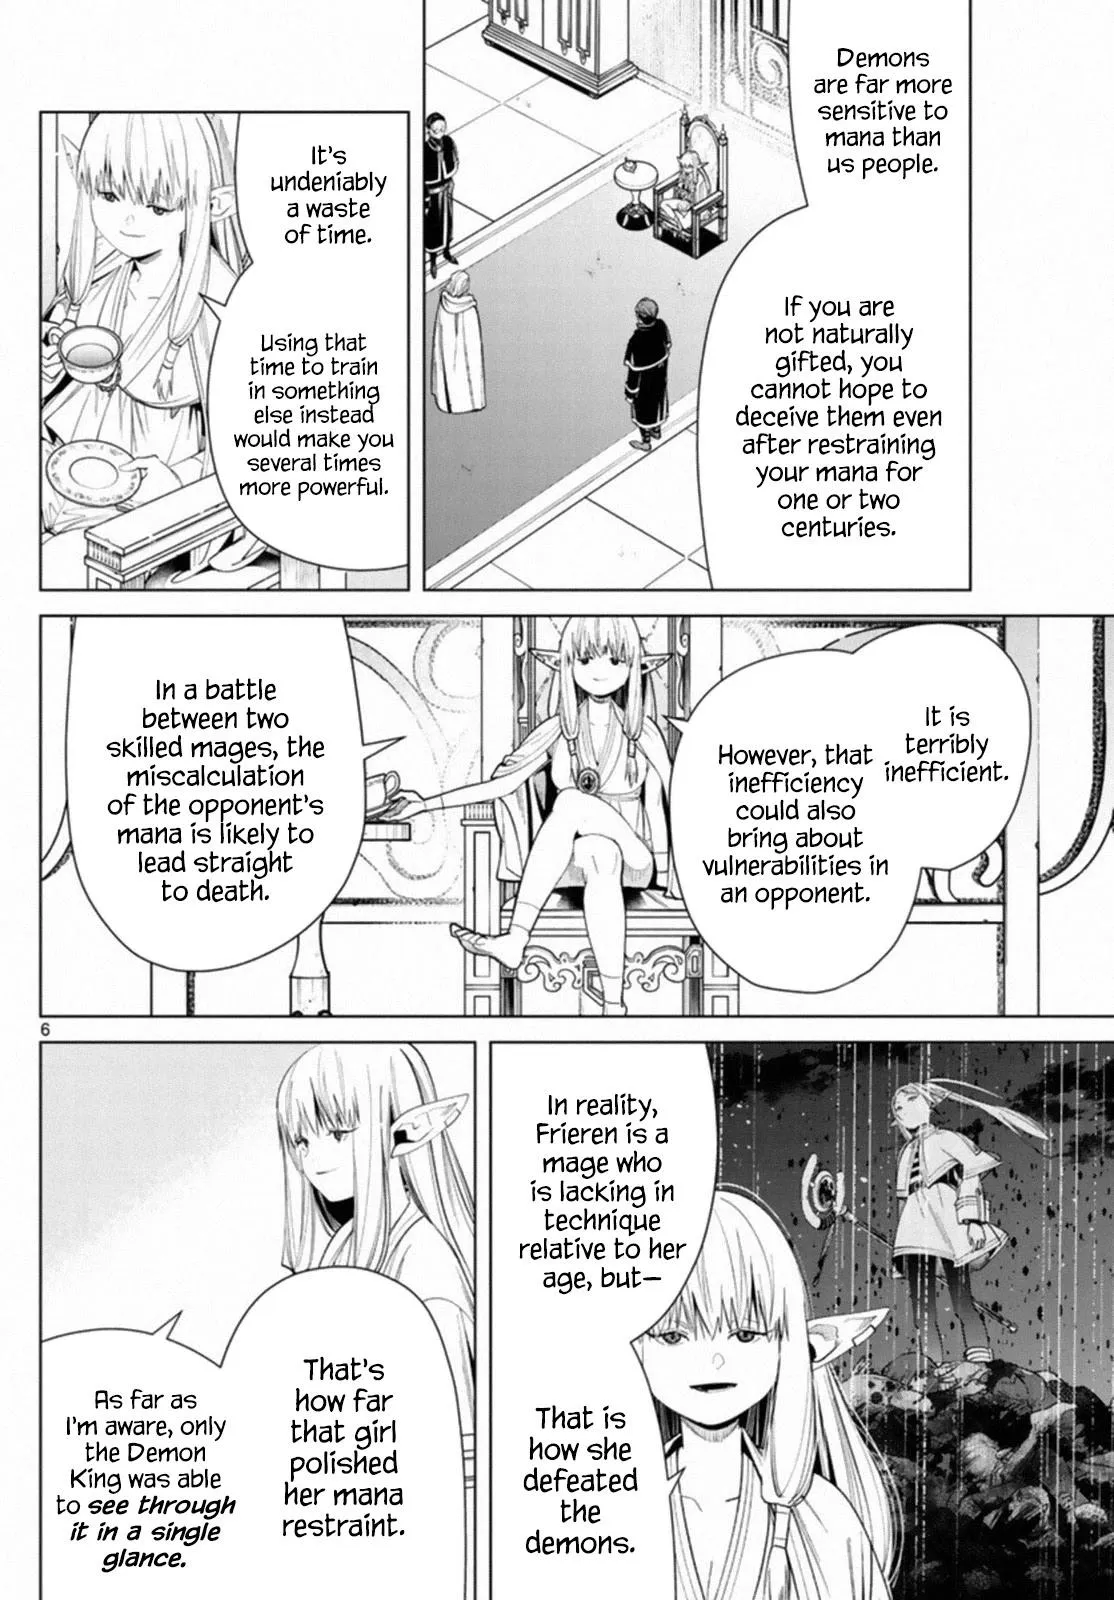 Demons
are far more
sensitive to
mana than
us people.
If you are
not naturally
gifted, you
cannot hope to
deceive them even
after restraining
your mana for
one or two
centuries.
It's
undeniably
a waste
of time.
Using that
time to train
in something
else instead
would make you
several times
more powerful.
It is
terribly
inefficient.
However, that
inefficiency
could also
bring about
vulnerabilities in
an opponent.
In a battle
between two
skilled mages, the
miscalculation
of the opponent's
mana is likely to
lead straight
to death.
6
In reality,
Frieren is a
mage who
is lacking in
technique
relative to her
age, but—
That is
how she
defeated
the
demons.
That's
how far
that girl
polished
her mana
restraint.
As far as
I'm aware, only
the Demon
King was able
to see through
it in a single
glance.